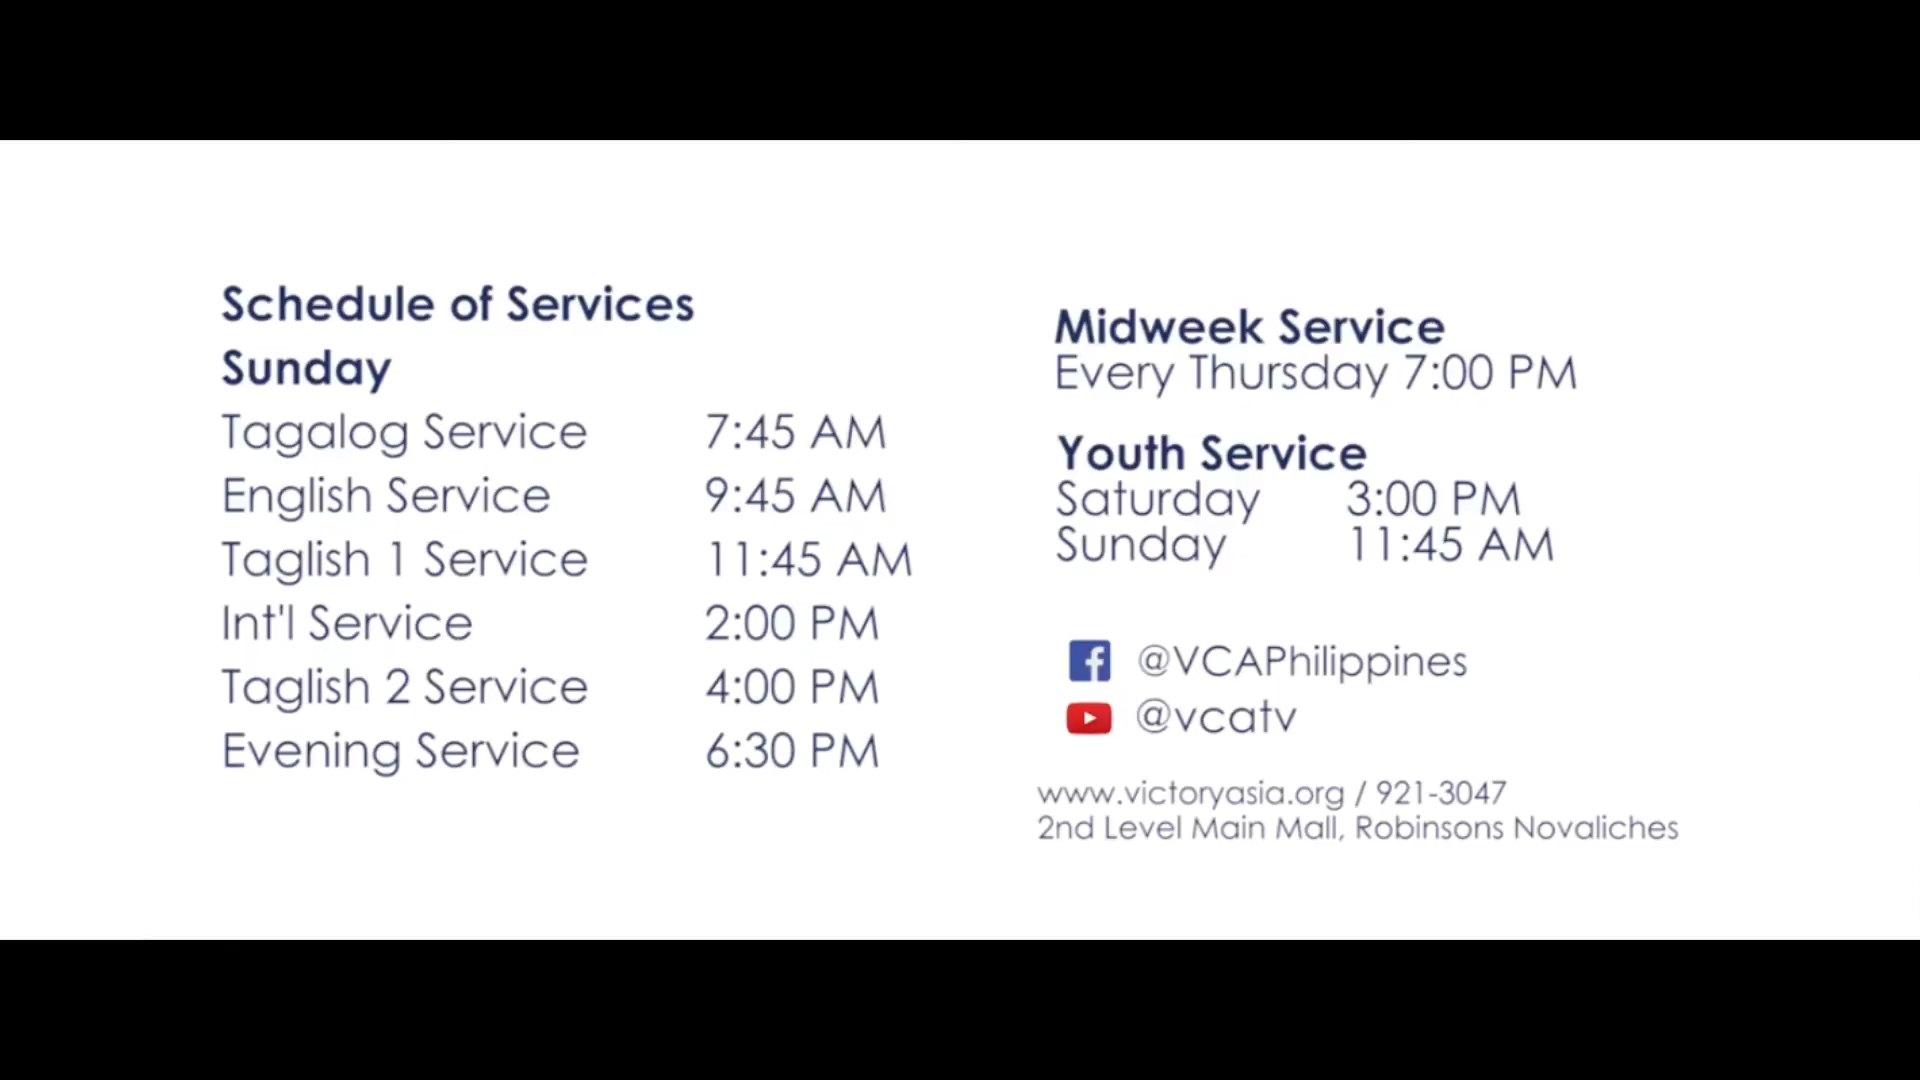 Schedule of Services
Sunday
Tagalog Service 7:45 AM
English Service 9:45 AM
Taglish 1 Service 11:45 AM
Int'l Service 2:00 PM
Taglish 2 Service 4:00 PM
Evening Service 6:30 PM
Midweek Service
Every Thursday 7:00 PM
Youth Service
Saturday 3:00 PM
Sunday 11:45 AM
@VCAPhilippines
@vcatv
www.victoryasia.org / 921-3047
2nd Level Main Mall, Robinsons Novaliches